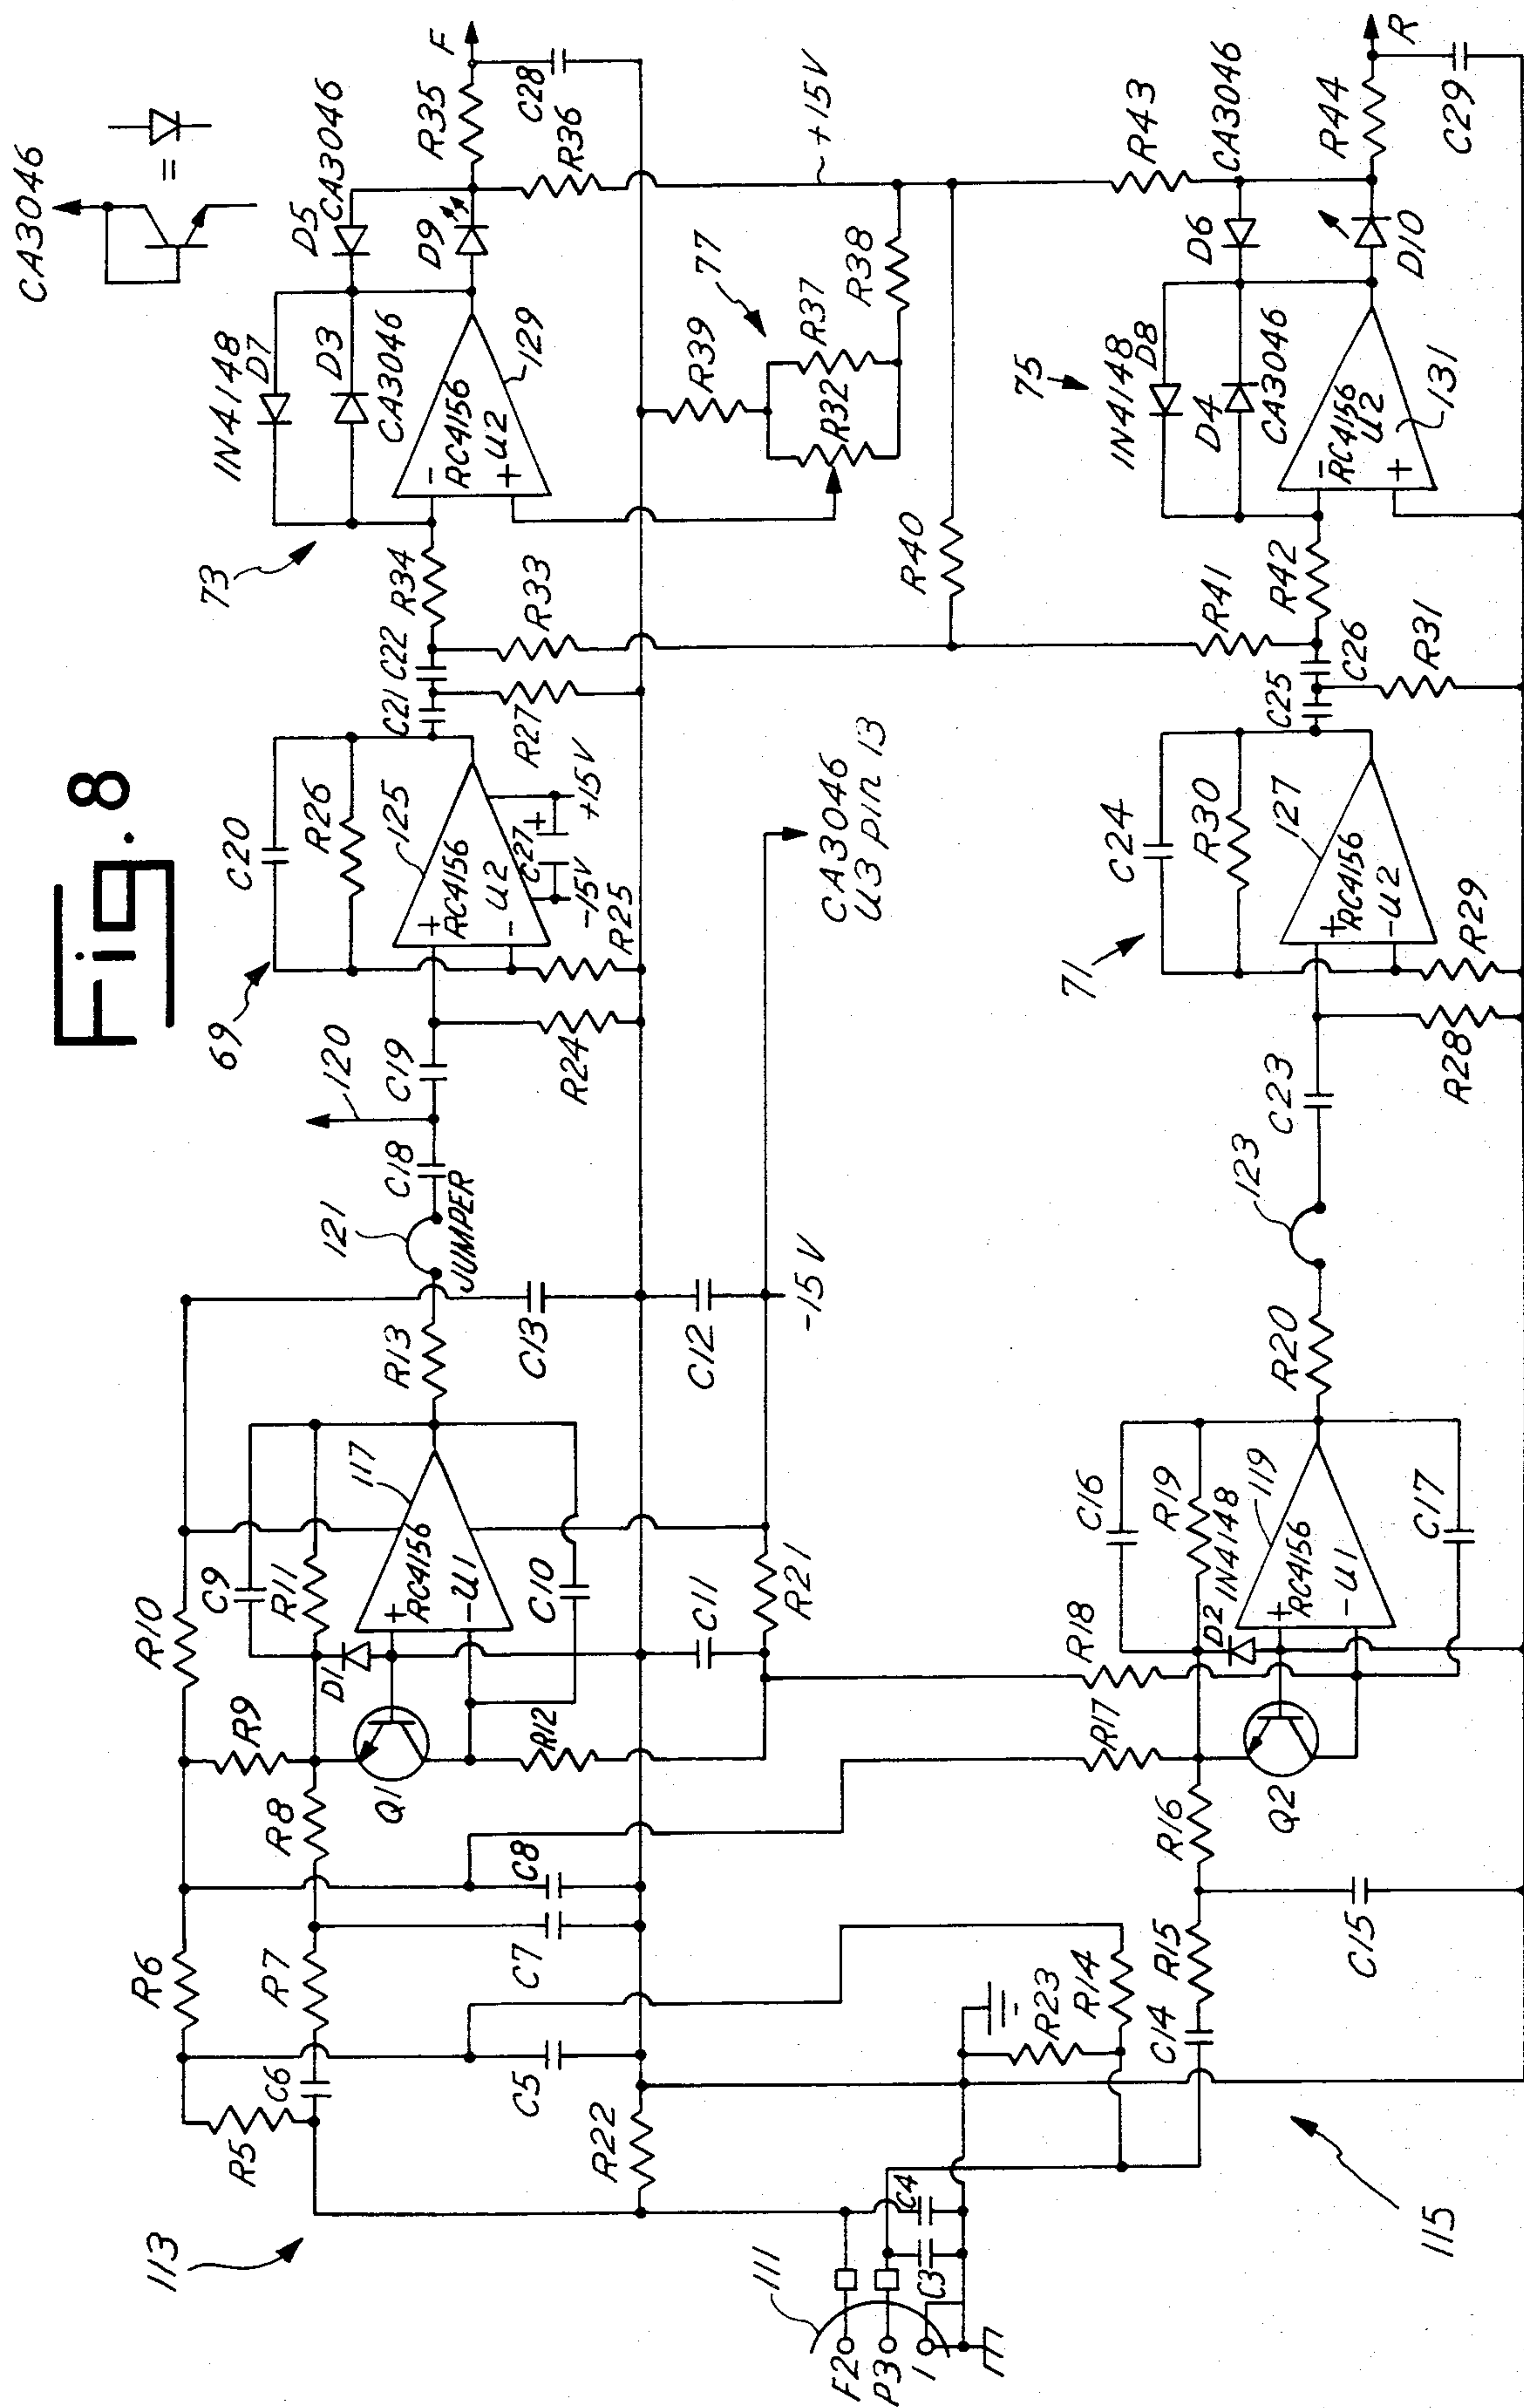 Fig. 8
CA3046
=
113
R5
C6
R6
R7
R8
R9
R10
C9
R11
D1
117
+
RC4156
-U1
C10
Q1
R12
C8
C7
C5
R22
C11
R21
R13
C13
C12
-15V
121
JUMPER
C18
120
C19
R24
69
C20
R26
125
+
RC4156
U2
-
C27
+
-15V
+15V
R25
C21
C22
R27
R33
R34
73
IN4148
D7
D3
CA3046
-
RC4156
U2
+
129
D5
CA3046
D9
R35
F
C28
R36
+15V
R39
77
R32
R37
R38
R40
CA3046
U3 PIN 13
111
F2
P3
1
C3
C4
R23
R14
C14
R15
C15
115
R16
R17
R18
Q2
C16
R19
D2
IN4148
119
+
RC4156
-U1
C17
R20
123
C23
R28
71
C24
R30
127
+
RC4156
-U2
R29
C25
C26
R31
R41
R42
75
IN4148
D8
D4
CA3046
-
RC4156
U2
+
131
D6
CA3046
R43
D10
R44
R
C29